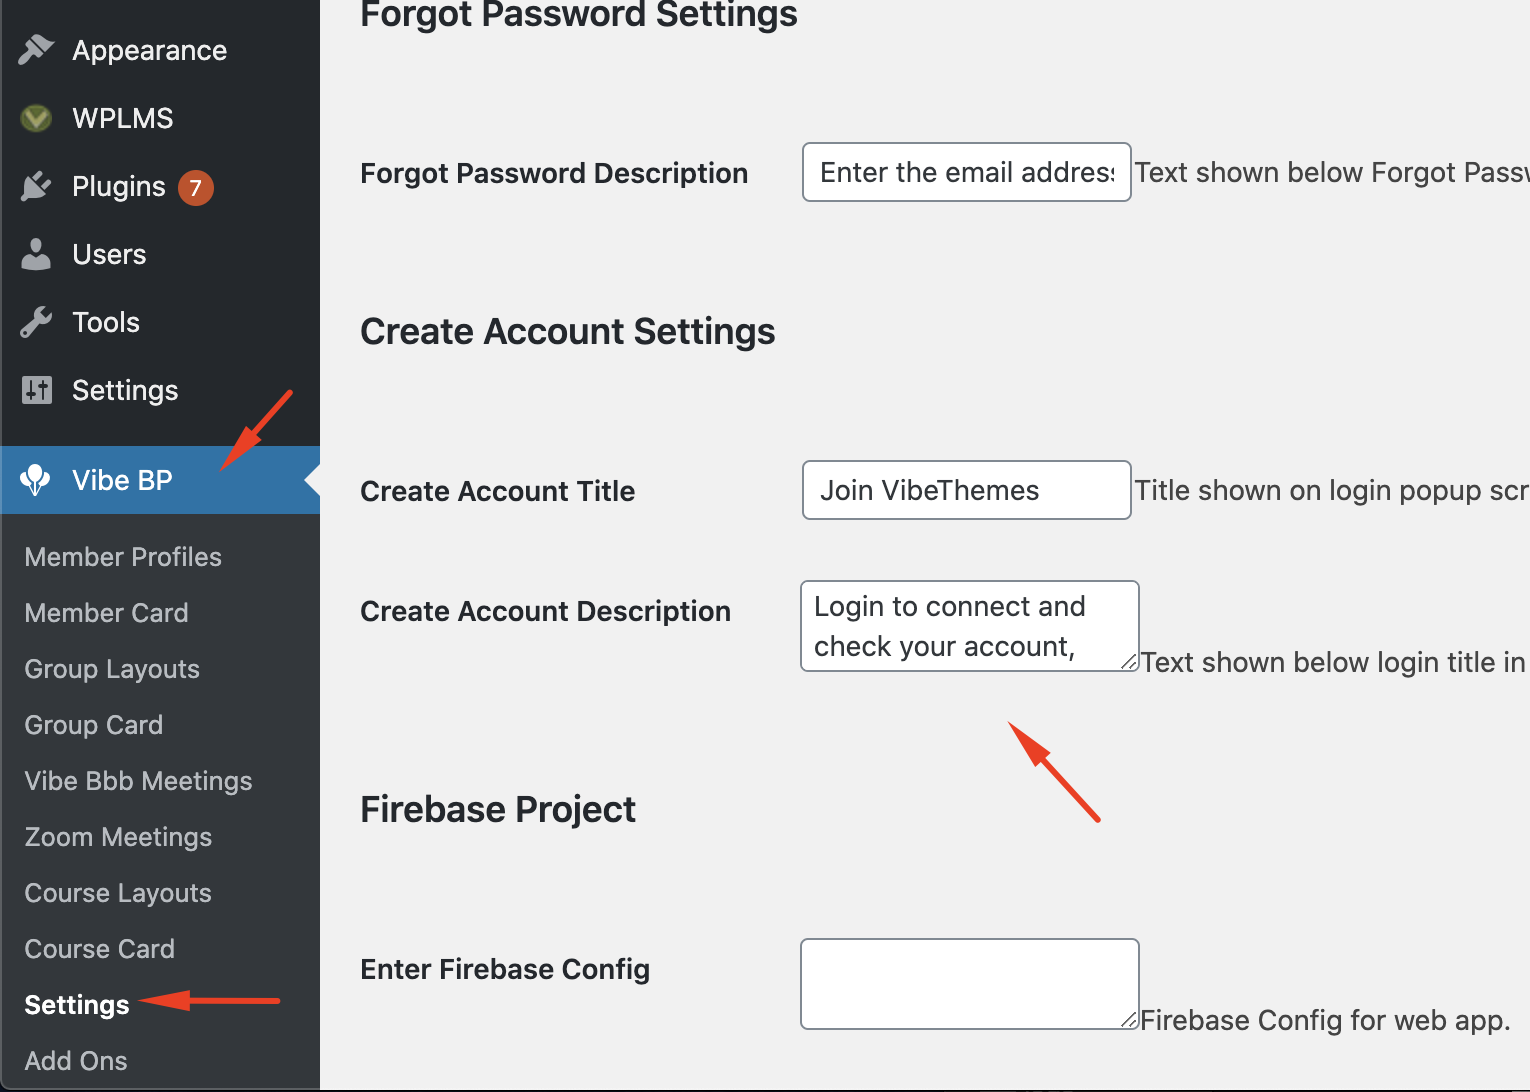 Appearance
WPLMS
Plugins 7
Users
Tools
Settings
Vibe BP
Member Profiles
Member Card
Group Layouts
Group Card
Vibe Bbb Meetings
Zoom Meetings
Course Layouts
Course Card
Settings
Add Ons
Forgot Password Settings
Forgot Password Description
Enter the email address
Text shown below Forgot Passw
Create Account Settings
Create Account Title
Join VibeThemes
Title shown on login popup scr
Create Account Description
Login to connect and
check your account,
Text shown below login title in
Firebase Project
Enter Firebase Config
Firebase Config for web app.